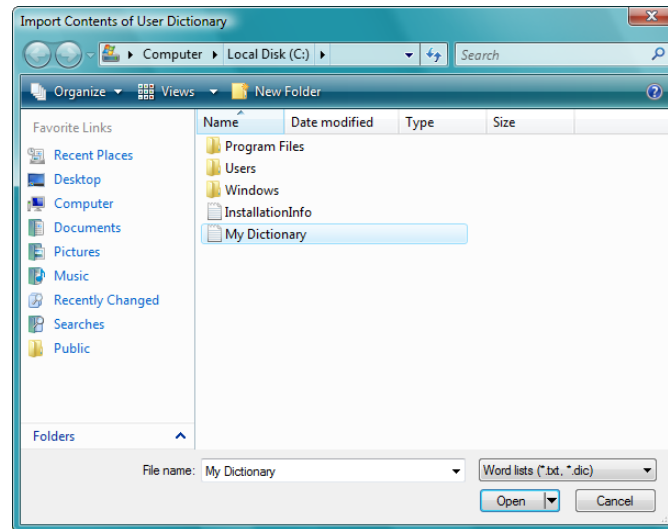 Import Contents of User Dictionary
Computer Local Disk (C:) Search
Organize Views New Folder
Favorite Links
Recent Places
Desktop
Computer
Documents
Pictures
Music
Recently Changed
Searches
Public
Folders
Name Date modified Type Size
Program Files
Users
Windows
InstallationInfo
My Dictionary
File name: My Dictionary Word lists (*.txt, *.dic)
Open Cancel